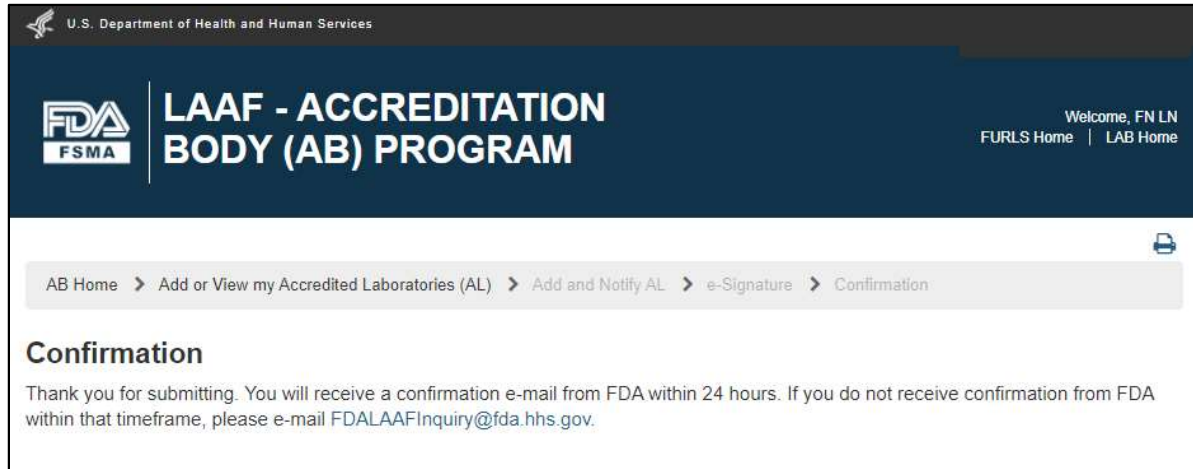 U.S. Department of Health and Human Services
FDA
FSMA
LAAF - ACCREDITATION
BODY (AB) PROGRAM
Welcome, FN LN
FURLS Home | LAB Home
AB Home > Add or View my Accredited Laboratories (AL) > Add and Notify AL > e-Signature > Confirmation
Confirmation
Thank you for submitting. You will receive a confirmation e-mail from FDA within 24 hours. If you do not receive confirmation from FDA
within that timeframe, please e-mail FDALAAFInquiry@fda.hhs.gov.